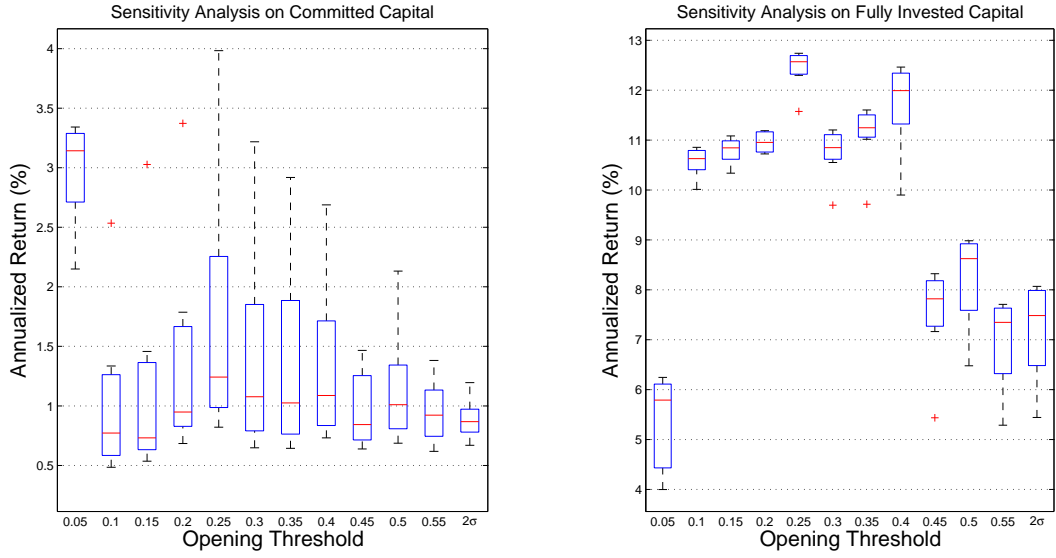 Sensitivity Analysis on Committed Capital
Annualized Return (%)
4
3.5
3
2.5
2
1.5
1
0.5
0.05 0.1 0.15 0.2 0.25 0.3 0.35 0.4 0.45 0.5 0.55 2σ
Opening Threshold
Sensitivity Analysis on Fully Invested Capital
Annualized Return (%)
13
12
11
10
9
8
7
6
5
4
0.05 0.1 0.15 0.2 0.25 0.3 0.35 0.4 0.45 0.5 0.55 2σ
Opening Threshold